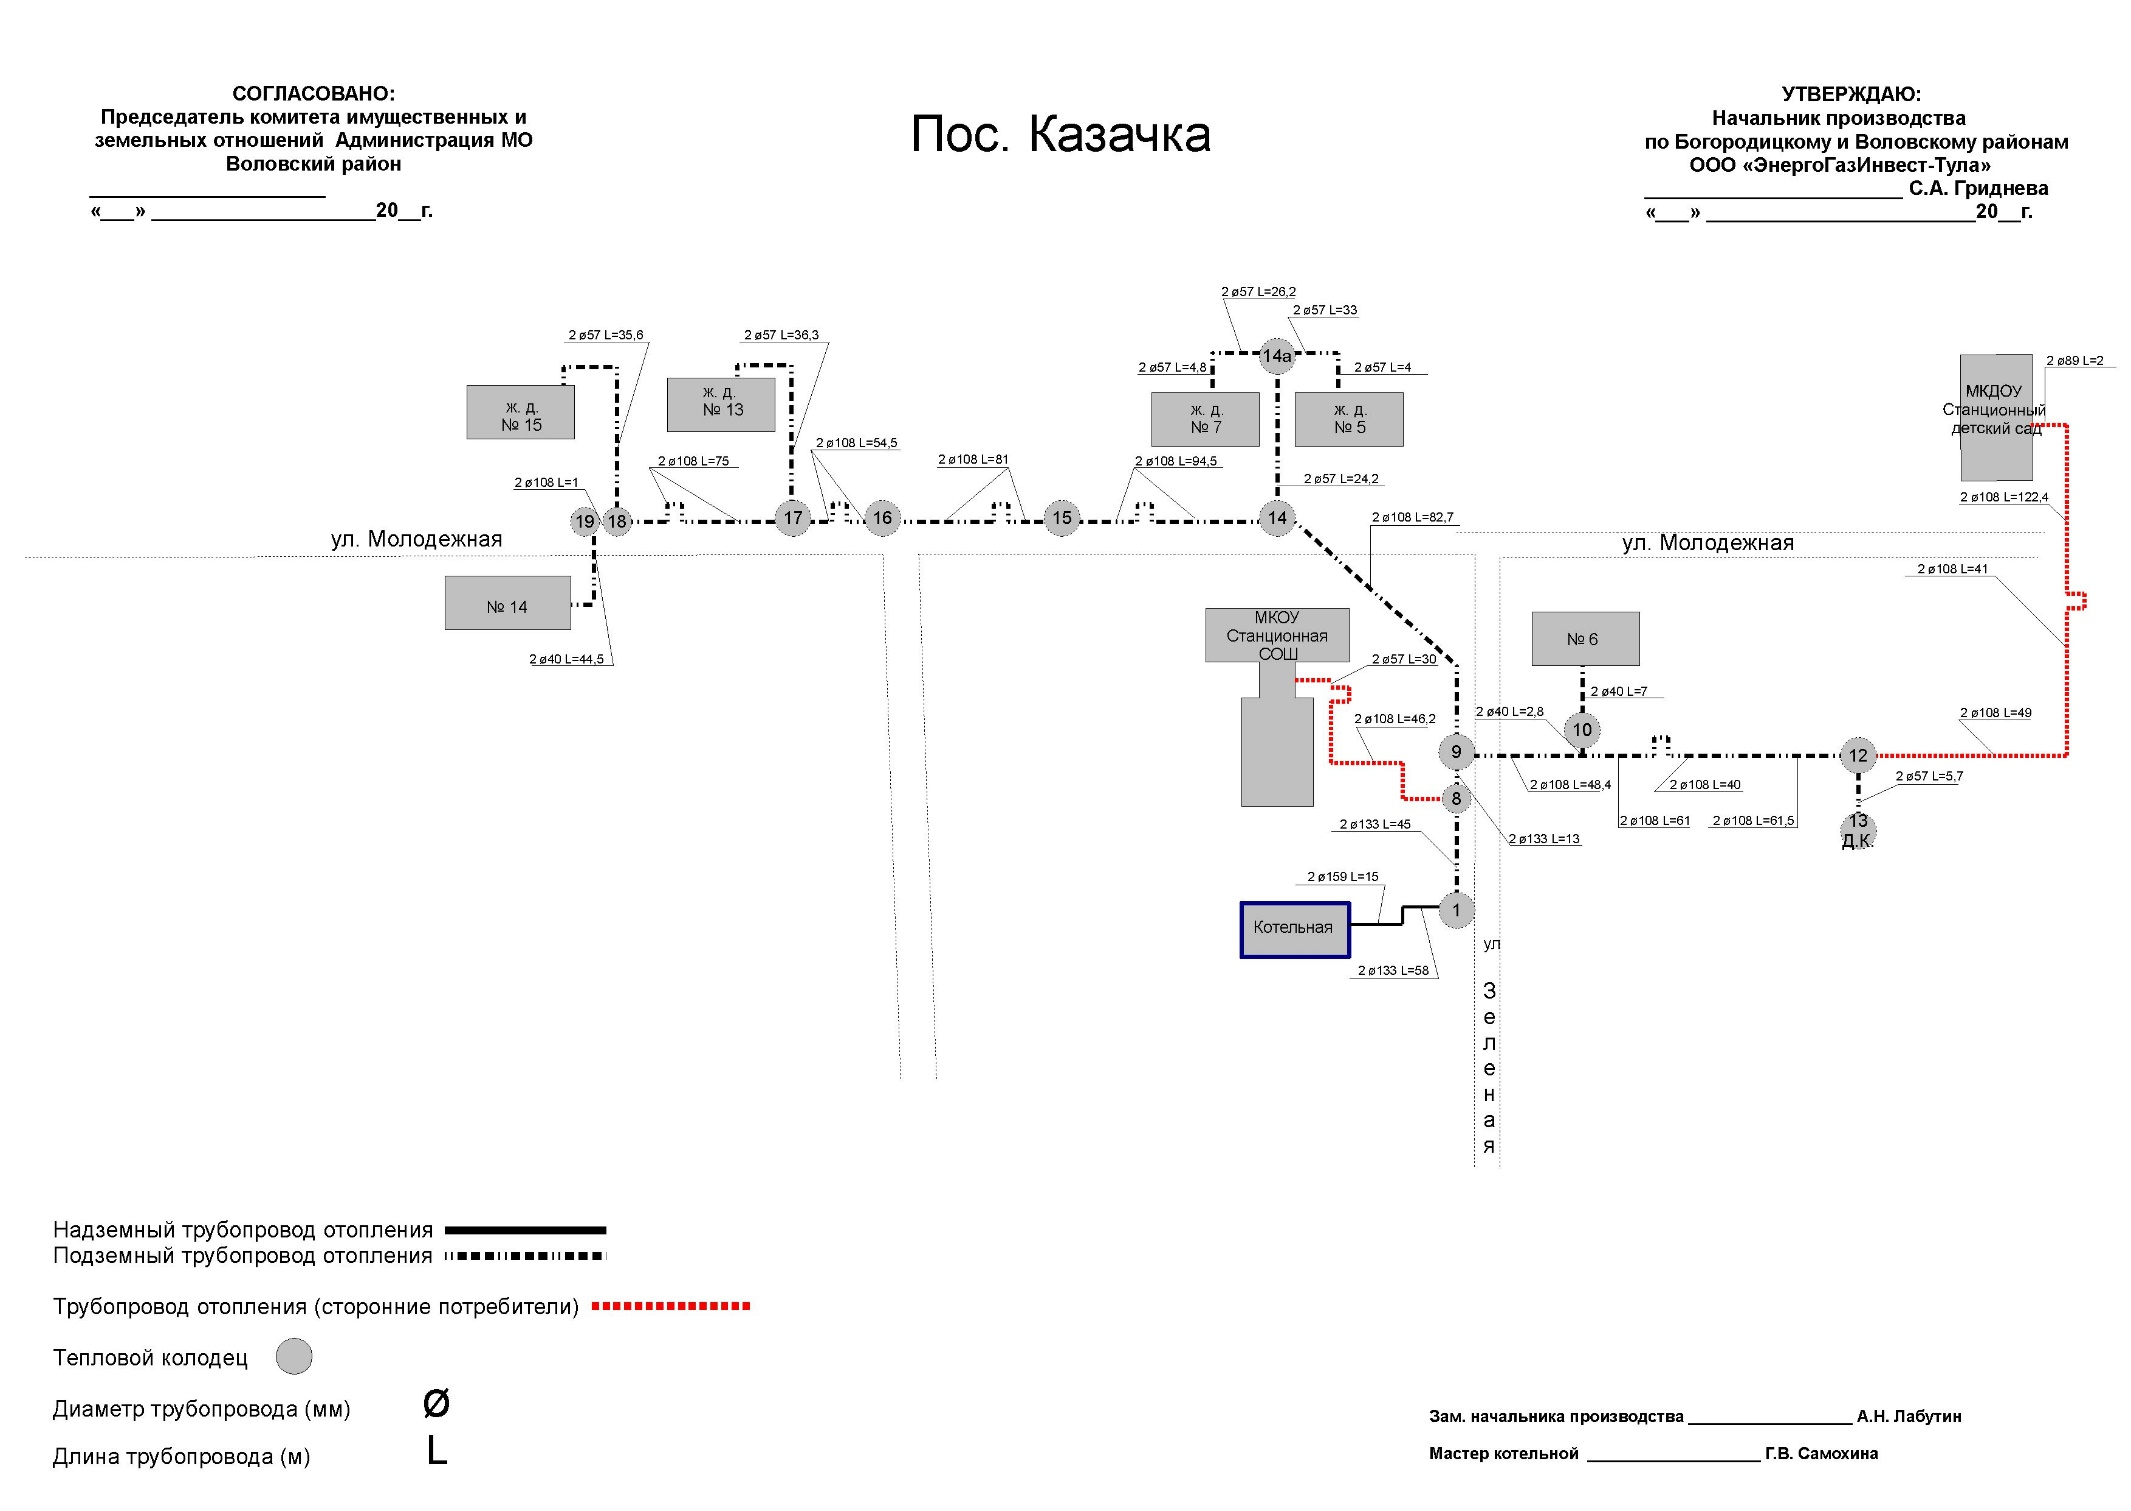 СОГЛАСОВАНО:
Председатель комитета имущественных и
земельных отношений Администрация МО
Воловский район
«___» ____________________20__г.
Пос. Казачка
УТВЕРЖДАЮ:
Начальник производства
по Богородицкому и Воловскому районам
ООО «ЭнергоГазИнвест-Тула»
_______________________ С.А. Гриднева
«___» ________________________20__г.
2 ø57 L=26,2
2 ø57 L=33
2 ø57 L=35,6
2 ø57 L=36,3
14а
2 ø57 L=4,8
2 ø57 L=4
2 ø89 L=2
ж. д.
№ 15
ж. д.
№ 13
ж. д.
№ 7
ж. д.
№ 5
МКДОУ
Станционный
детский сад
2 ø108 L=54,5
2 ø108 L=75
2 ø108 L=81
2 ø108 L=94,5
2 ø108 L=1
2 ø57 L=24,2
2 ø108 L=122,4
19
18
17
16
15
14
2 ø108 L=82,7
ул. Молодежная
ул. Молодежная
2 ø108 L=41
№ 14
2 ø40 L=44,5
МКОУ
Станционная
СОШ
2 ø57 L=30
№ 6
2 ø40 L=7
2 ø108 L=46,2
2 ø40 L=2,8
2 ø108 L=49
10
9
12
2 ø108 L=48,4
2 ø108 L=40
2 ø57 L=5,7
8
2 ø133 L=45
2 ø108 L=61
2 ø108 L=61,5
13
Д.К.
2 ø133 L=13
2 ø159 L=15
Котельная
1
2 ø133 L=58
ул
З
е
л
е
н
а
я
Надземный трубопровод отопления
Подземный трубопровод отопления
Трубопровод отопления (сторонние потребители)
Тепловой колодец
Диаметр трубопровода (мм) Ø
Длина трубопровода (м) L
Зам. начальника производства __________________ А.Н. Лабутин
Мастер котельной ___________________ Г.В. Самохина